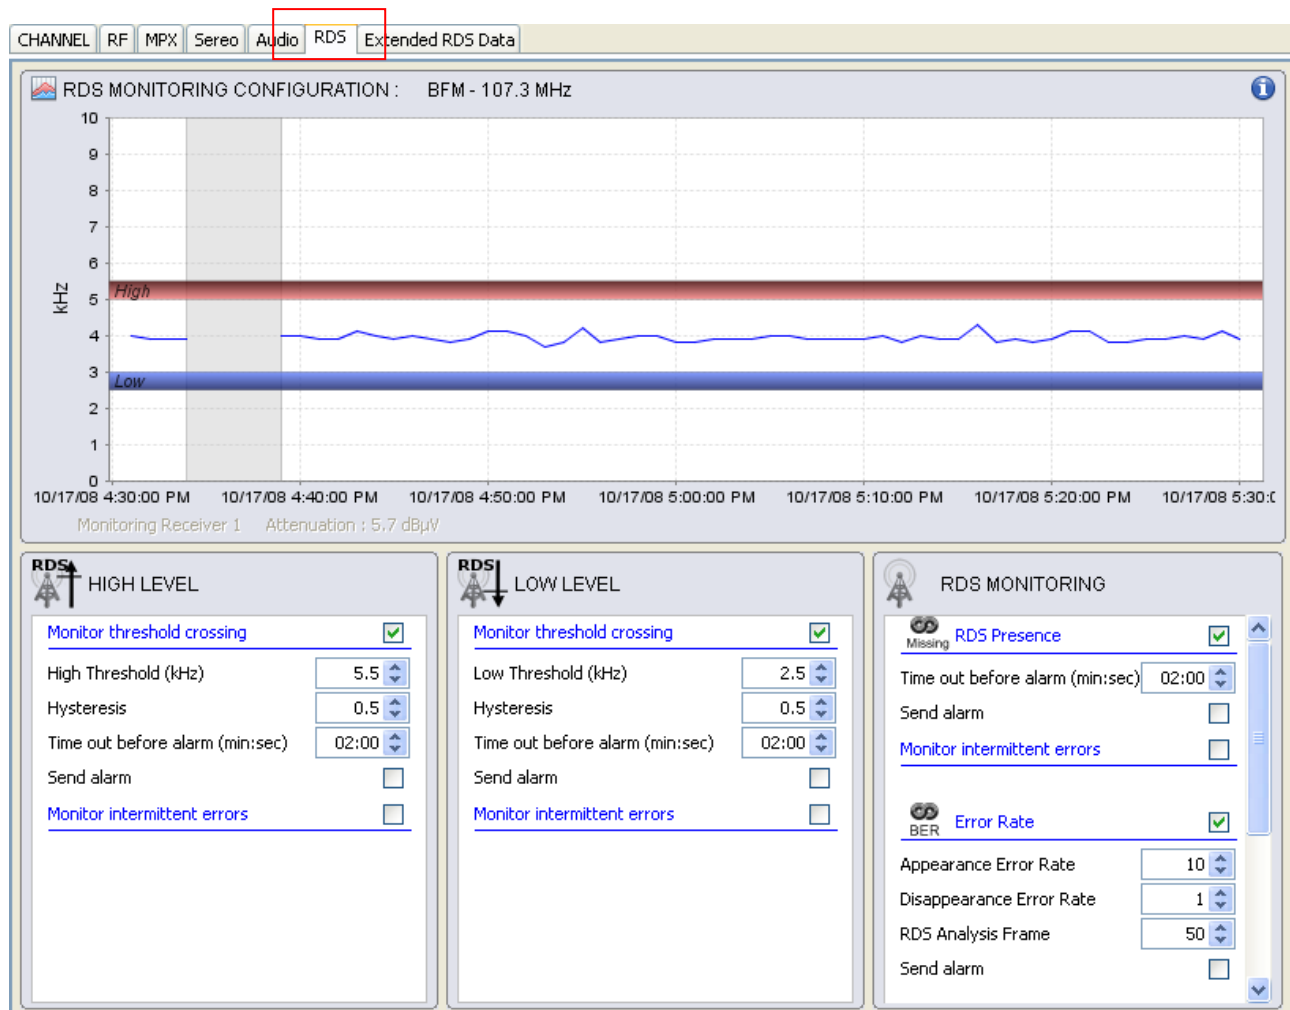 CHANNEL RF MPX Sereo Audio RDS Extended RDS Data
RDS MONITORING CONFIGURATION : BFM - 107.3 MHz
10
9
8
7
6
5
4
3
2
1
0
kHz
High
Low
10/17/08 4:30:00 PM 10/17/08 4:40:00 PM 10/17/08 4:50:00 PM 10/17/08 5:00:00 PM 10/17/08 5:10:00 PM 10/17/08 5:20:00 PM 10/17/08 5:30:0
Monitoring Receiver 1 Attenuation : 5.7 dBµV
RDS HIGH LEVEL
Monitor threshold crossing
High Threshold (kHz) 5.5
Hysteresis 0.5
Time out before alarm (min:sec) 02:00
Send alarm
Monitor intermittent errors
RDS LOW LEVEL
Monitor threshold crossing
Low Threshold (kHz) 2.5
Hysteresis 0.5
Time out before alarm (min:sec) 02:00
Send alarm
Monitor intermittent errors
RDS MONITORING
Missing RDS Presence
Time out before alarm (min:sec) 02:00
Send alarm
Monitor intermittent errors
BER Error Rate
Appearance Error Rate 10
Disappearance Error Rate 1
RDS Analysis Frame 50
Send alarm